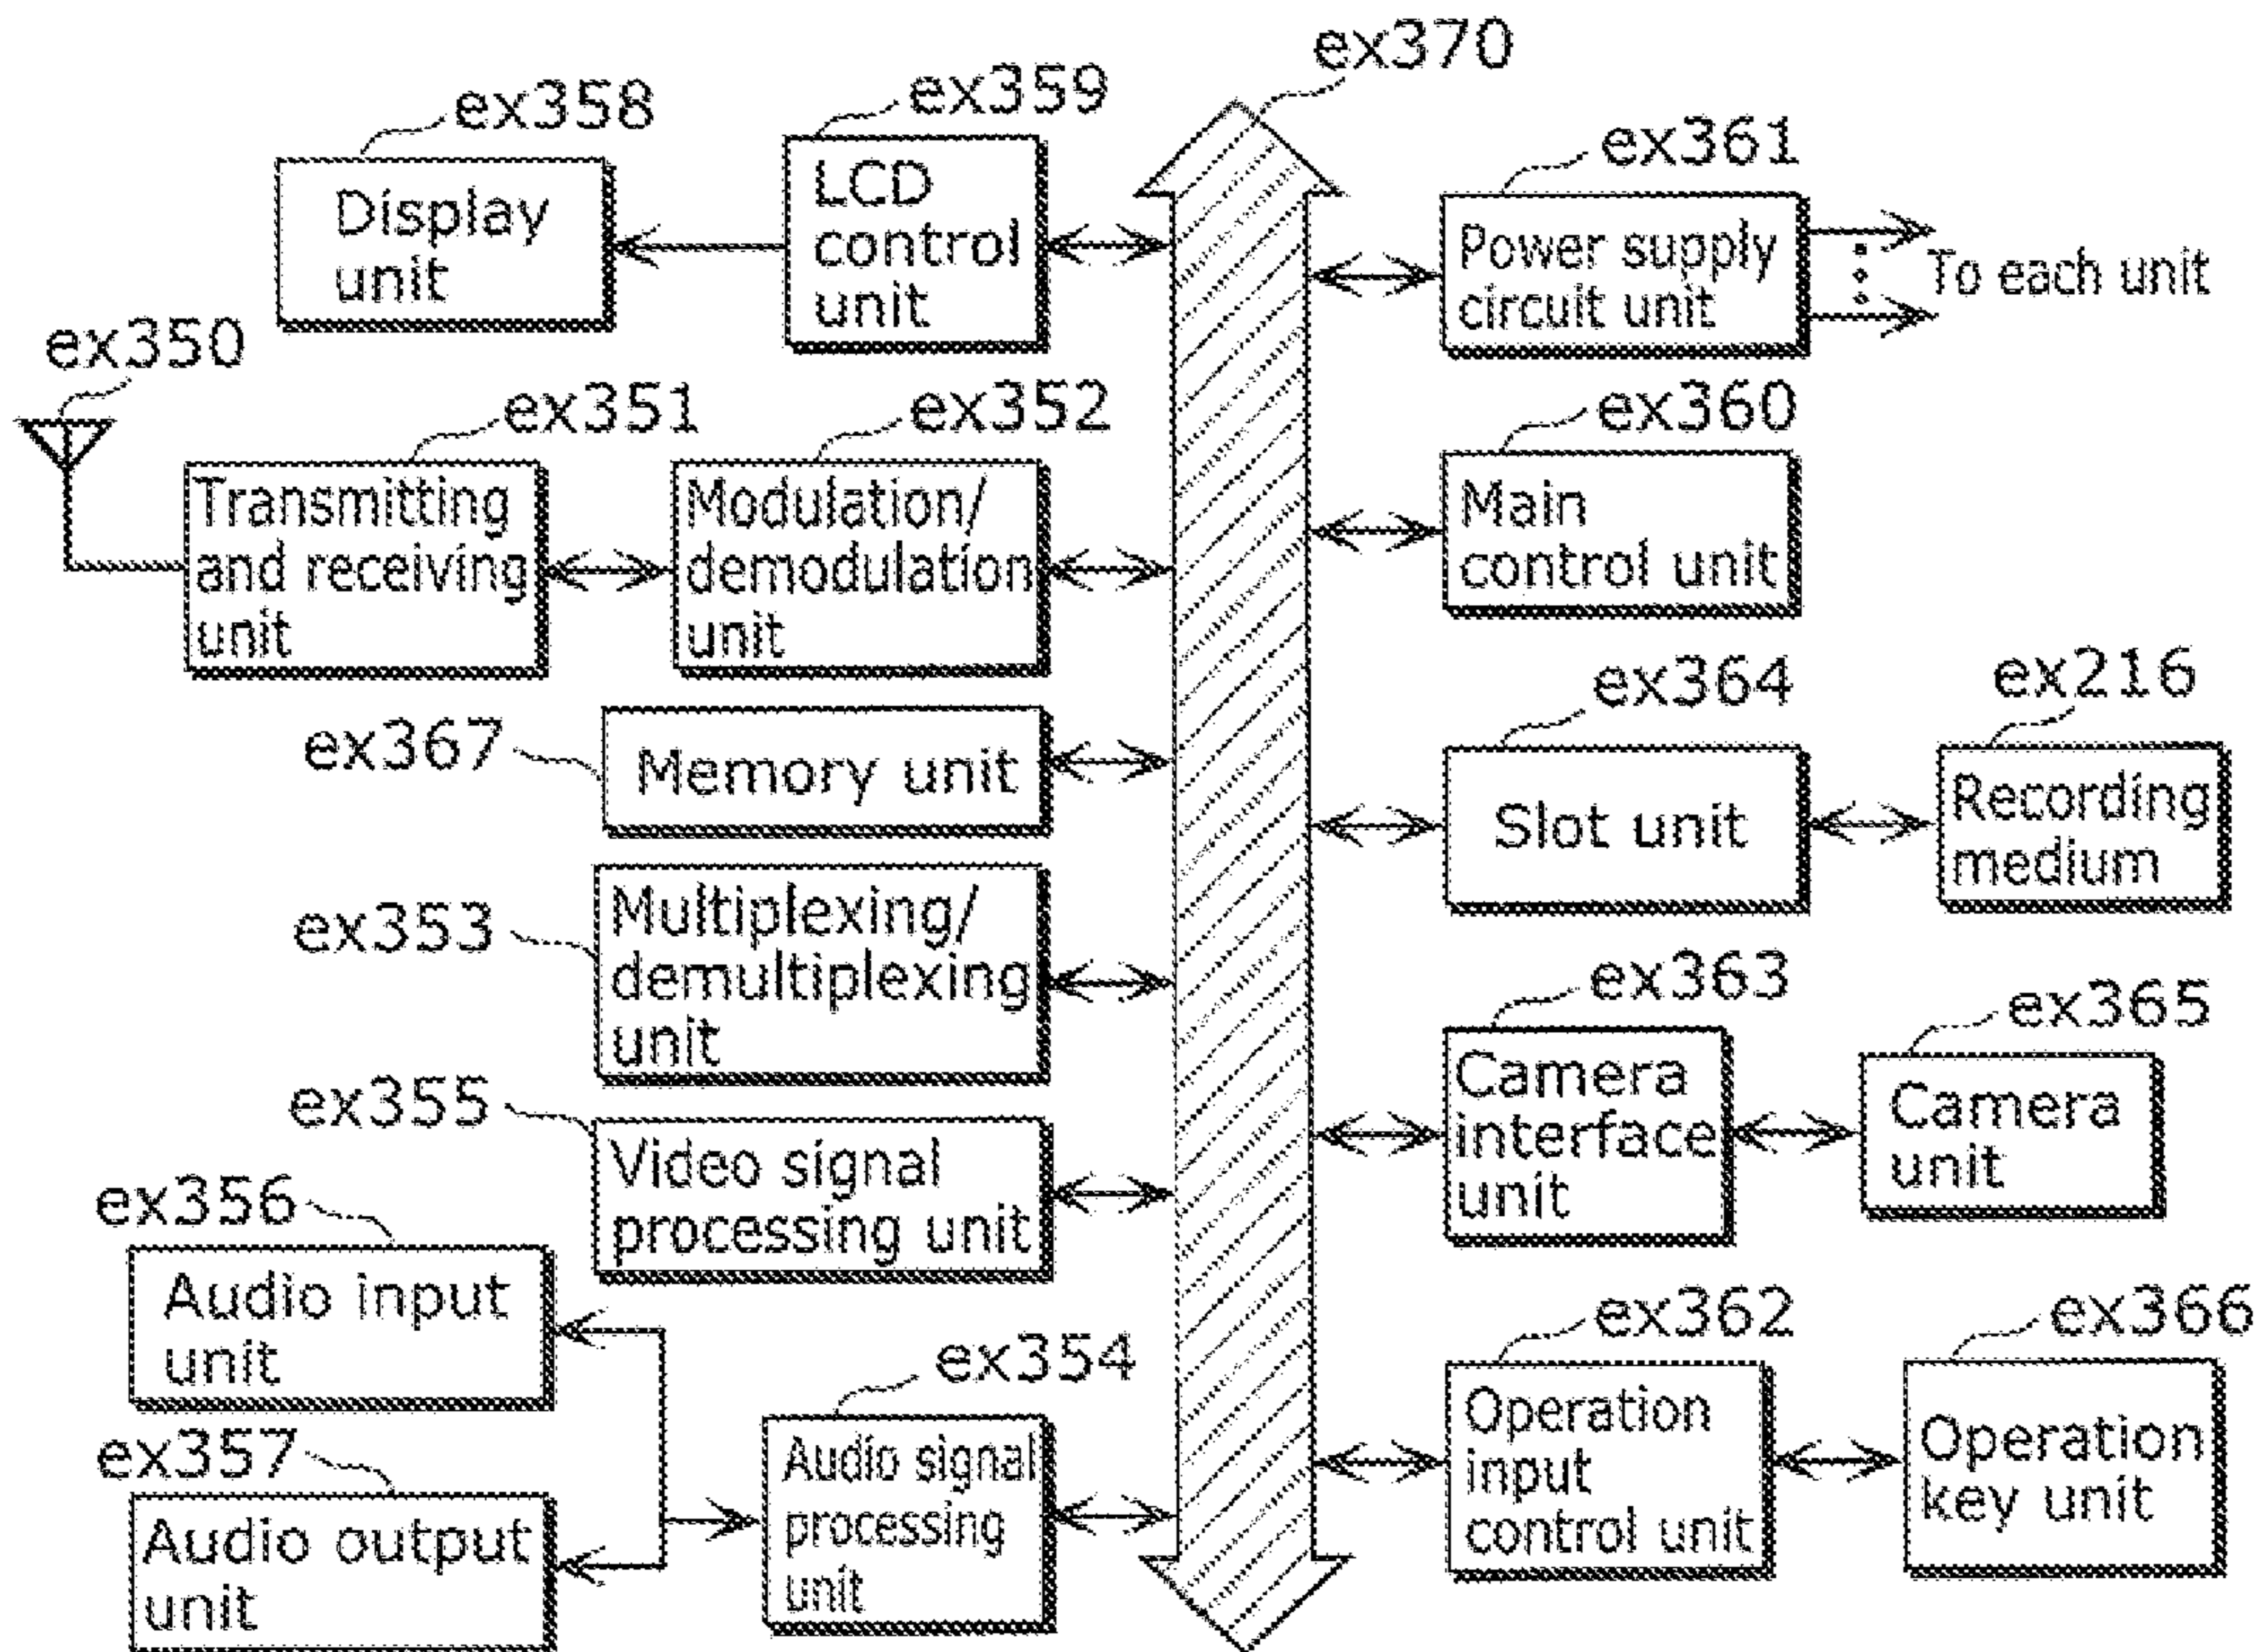 ex370
ex358
ex359
ex361
Display
unit
LCD
control
unit
Power supply
circuit unit
To each unit
ex350
ex351
ex352
ex360
Transmitting
and receiving
unit
Modulation/
demodulation
unit
Main
control unit
ex367
Memory unit
ex364
ex216
Slot unit
Recording
medium
ex353
Multiplexing/
demultiplexing
unit
ex363
ex365
Camera
interface
unit
Camera
unit
ex355
Video signal
processing unit
ex356
Audio input
unit
ex354
ex362
ex366
ex357
Audio output
unit
Audio signal
processing
unit
Operation
input
control unit
Operation
key unit